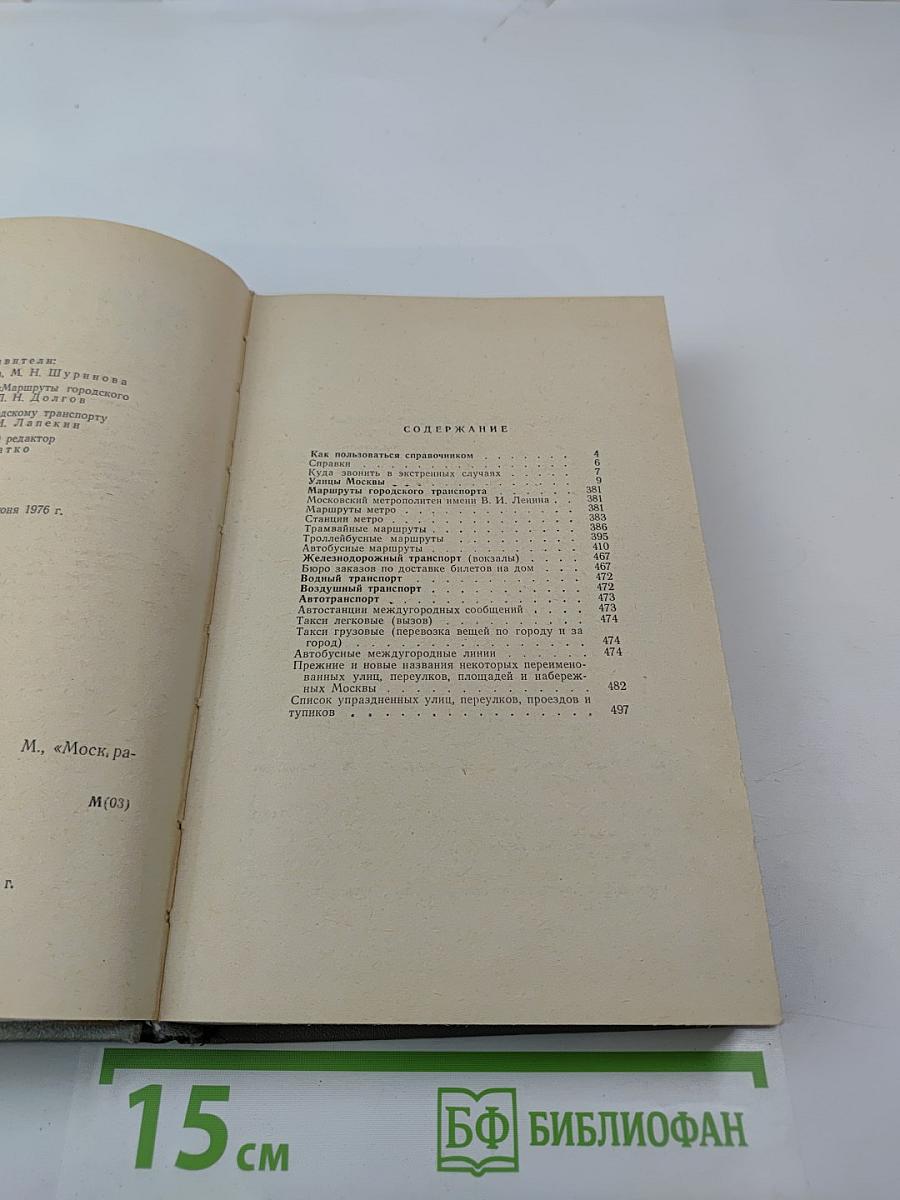 авители:
М. Н. Шуринова
«Маршруты городского
Л. Н. Долгов
одскому транспорту
И. Лапекин
редактор
атко
юня 1976 г.
М., «Моск. ра-
М(03)
г.
СОДЕРЖАНИЕ
Как пользоваться справочником . . . . . . . 4
Справки . . . . . . . . . . . . . . 6
Куда звонить в экстренных случаях . . . . . 7
Улицы Москвы . . . . . . . . . . . . 9
Маршруты городского транспорта . . . . . . 381
Московский метрополитен имени В. И. Ленина . . 381
Маршруты метро . . . . . . . . . . . 381
Станции метро . . . . . . . . . . . . 383
Трамвайные маршруты . . . . . . . . . . 386
Троллейбусные маршруты . . . . . . . . . 395
Автобусные маршруты . . . . . . . . . . 410
Железнодорожный транспорт (вокзалы) . . . . 467
Бюро заказов по доставке билетов на дом . . . 467
Водный транспорт . . . . . . . . . . . 472
Воздушный транспорт . . . . . . . . . . 472
Автотранспорт . . . . . . . . . . . . 473
Автостанции междугородных сообщений . . . . 473
Такси легковые (вызов) . . . . . . . . . 474
Такси грузовые (перевозка вещей по городу и за
город) . . . . . . . . . . . . . . 474
Автобусные междугородные линии . . . . . . 474
Прежние и новые названия некоторых переимено-
ванных улиц, переулков, площадей и набереж-
ных Москвы . . . . . . . . . . . . . 482
Список упраздненных улиц, переулков, проездов и
тупиков . . . . . . . . . . . . . . 497
15 см
БФ БИБЛИОФАН